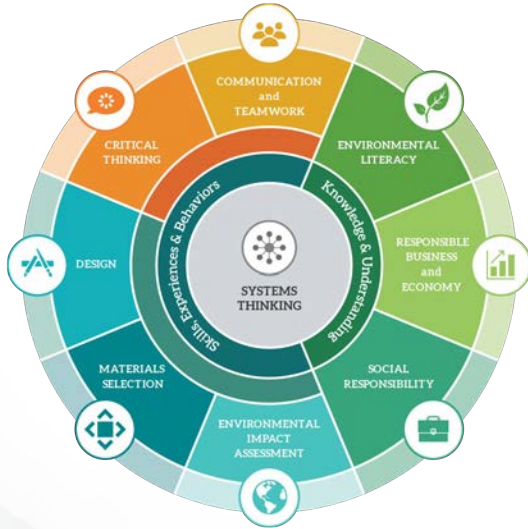 COMMUNICATION
and
TEAMWORK
ENVIRONMENTAL
LITERACY
RESPONSIBLE
BUSINESS
and
ECONOMY
SOCIAL
RESPONSIBILITY
ENVIRONMENTAL
IMPACT
ASSESSMENT
MATERIALS
SELECTION
DESIGN
CRITICAL
THINKING
Skills, Experiences & Behaviors
Knowledge & Understanding
SYSTEMS
THINKING